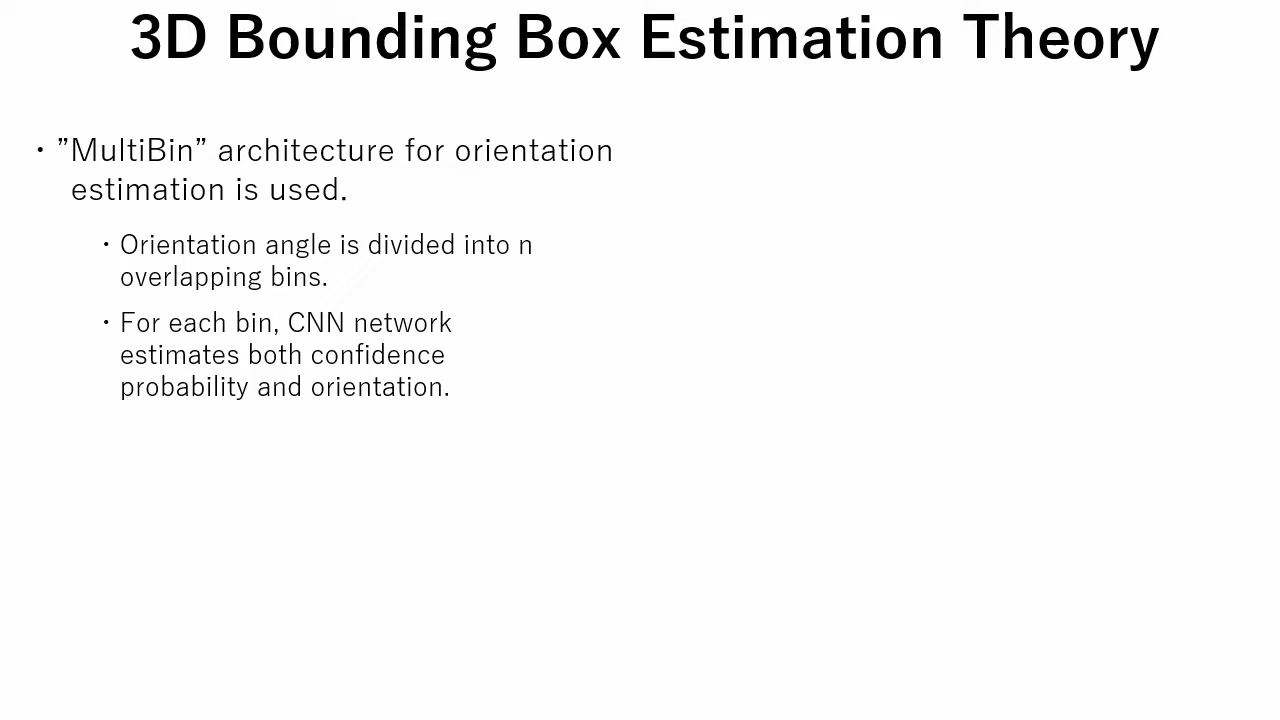 3D Bounding Box Estimation Theory
・”MultiBin” architecture for orientation
estimation is used.
・Orientation angle is divided into n
overlapping bins.
・For each bin, CNN network
estimates both confidence
probability and orientation.